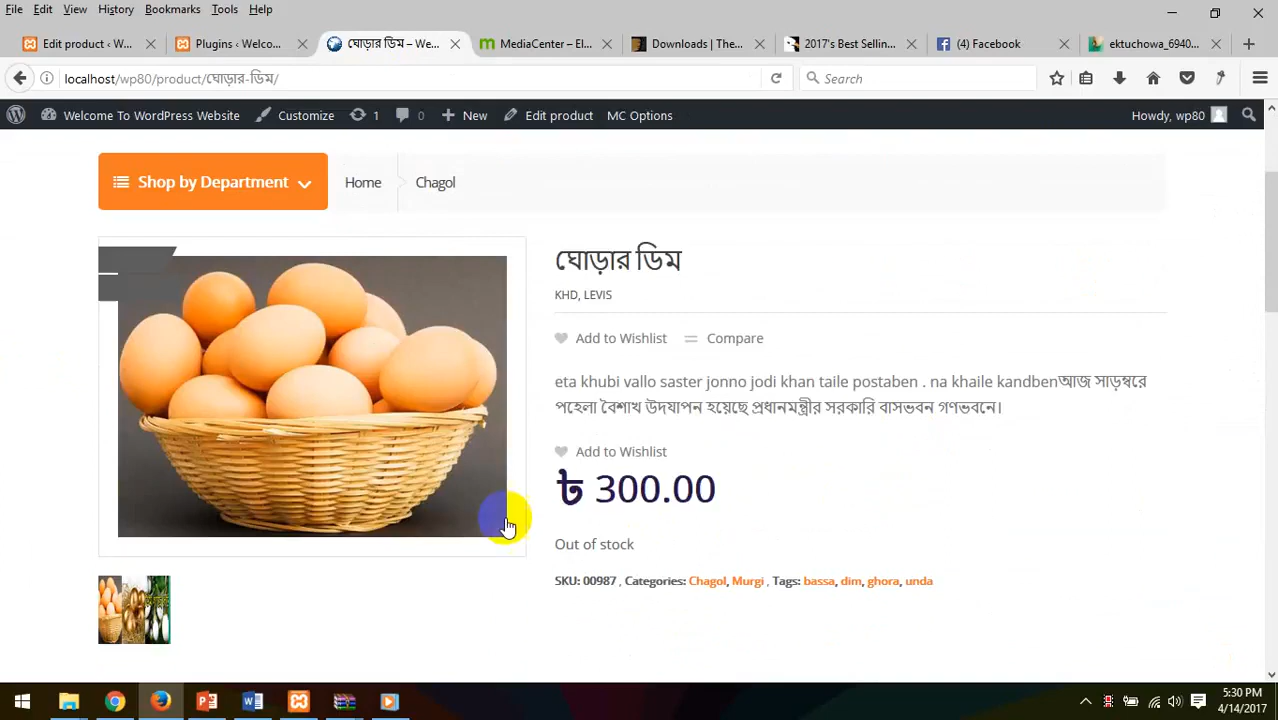 File Edit View History Bookmarks Tools Help
Edit product ‹ W... Plugins ‹ Welco... ঘোড়ার ডিম – We... MediaCenter – El... Downloads | The... 2017's Best Sellin... (4) Facebook ektuchowa_6940...
localhost/wp80/product/ঘোড়ার-ডিম/ Search
Welcome To WordPress Website Customize 1 0 New Edit product MC Options Howdy, wp80
Shop by Department Home Chagol
ঘোড়ার ডিম
KHD, LEVIS
Add to Wishlist Compare
eta khubi vallo saster jonno jodi khan taile postaben . na khaile kandbenআজ সাড়ম্বরে
পহেলা বৈশাখ উদযাপন হয়েছে প্রধানমন্ত্রীর সরকারি বাসভবন গণভবনে।
Add to Wishlist
৳ 300.00
Out of stock
SKU: 00987 , Categories: Chagol, Murgi , Tags: bassa, dim, ghora, unda
5:30 PM
4/14/2017